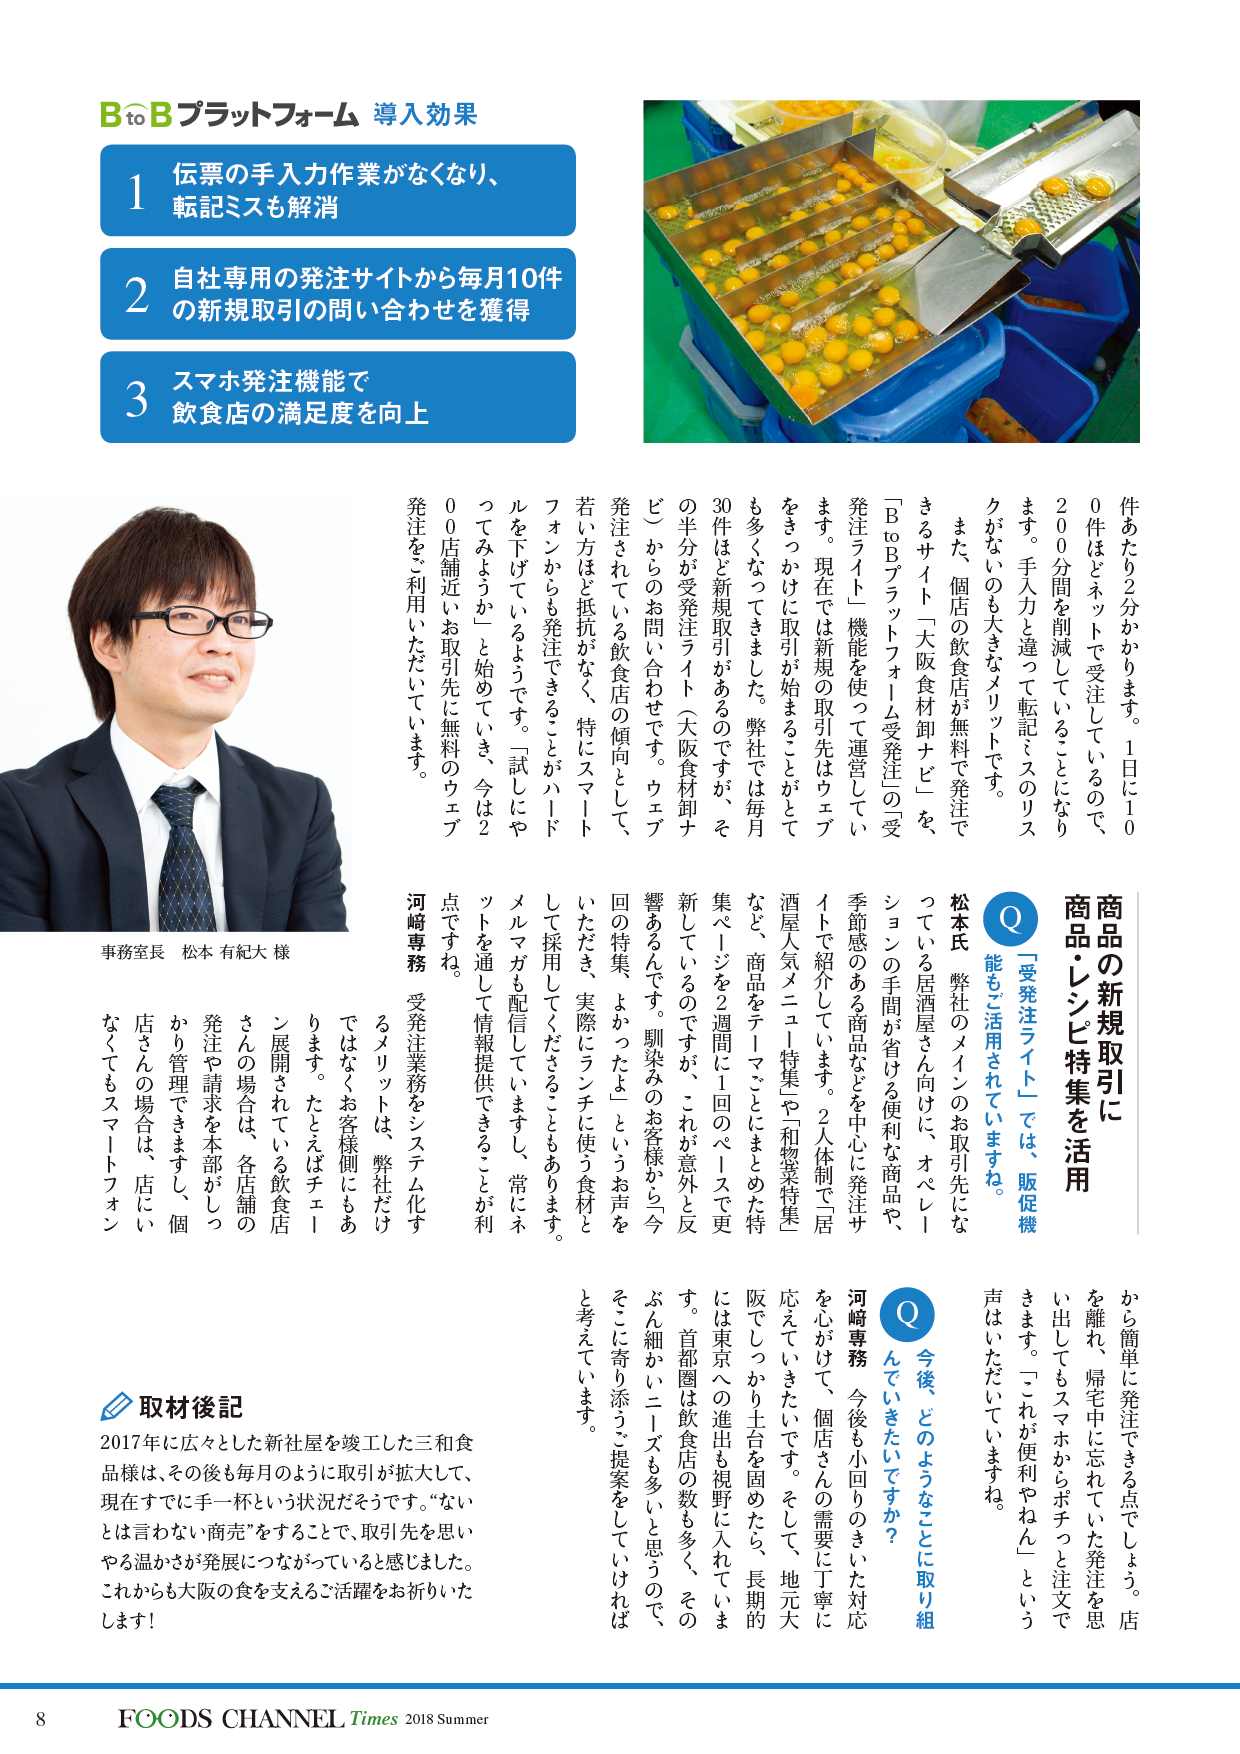 BtoBプラットフォーム 導入効果
1 伝票の手入力作業がなくなり、
転記ミスも解消
2 自社専用の発注サイトから毎月10件
の新規取引の問い合わせを獲得
3 スマホ発注機能で
飲食店の満足度を向上
件あたり2分かかります。1日に10
0件ほどネットで受注しているので、
200分間を削減していることになり
ます。手入力と違って転記ミスのリス
クがないのも大きなメリットです。
また、個店の飲食店が無料で発注で
きるサイト「大阪食材卸ナビ」を、
「BtoBプラットフォーム受発注」の「受
発注ライト」機能を使って運営してい
ます。現在では新規の取引先はウェブ
をきっかけに取引が始まることがとて
も多くなってきました。弊社では毎月
30件ほど新規取引があるのですが、そ
の半分が受発注ライト（大阪食材卸ナ
ビ）からのお問い合わせです。ウェブ
発注されている飲食店の傾向として、
若い方ほど抵抗がなく、特にスマート
フォンからも発注できることがハード
ルを下げているようです。「試しにや
ってみようか」と始めていき、今は2
00店舗近いお取引先に無料のウェブ
発注をご利用いただいています。
事務室長 松本 有紀大 様
商品の新規取引に
商品・レシピ特集を活用
Q 「受発注ライト」では、販促機
能もご活用されていますね。
松本氏 弊社のメインのお取引先にな
っている居酒屋さん向けに、オペレー
ションの手間が省ける便利な商品や、
季節感のある商品などを中心に発注サ
イトで紹介しています。2人体制で「居
酒屋人気メニュー特集」や「和惣菜特集」
など、商品をテーマごとにまとめた特
集ページを2週間に1回のペースで更
新しているのですが、これが意外と反
響あるんです。馴染みのお客様から「今
回の特集、よかったよ」というお声を
いただき、実際にランチに使う食材と
して採用してくださることもあります。
メルマガも配信していますし、常にネ
ットを通して情報提供できることが利
点ですね。
河﨑専務 受発注業務をシステム化す
るメリットは、弊社だけ
ではなくお客様側にもあ
ります。たとえばチェー
ン展開されている飲食店
さんの場合は、各店舗の
発注や請求を本部がしっ
かり管理できますし、個
店さんの場合は、店にい
なくてもスマートフォン
から簡単に発注できる点でしょう。店
を離れ、帰宅中に忘れていた発注を思
い出してもスマホからポチっと注文で
きます。「これが便利やねん」という
声はいただいていますね。
Q 今後、どのようなことに取り組
んでいきたいですか？
河﨑専務 今後も小回りのきいた対応
を心がけて、個店さんの需要に丁寧に
応えていきたいです。そして、地元大
阪でしっかり土台を固めたら、長期的
には東京への進出も視野に入れていま
す。首都圏は飲食店の数も多く、その
ぶん細かいニーズも多いと思うので、
そこに寄り添うご提案をしていければ
と考えています。
取材後記
2017年に広々とした新社屋を竣工した三和食
品様は、その後も毎月のように取引が拡大して、
現在すでに手一杯という状況だそうです。“ない
とは言わない商売”をすることで、取引先を思い
やる温かさが発展につながっていると感じました。
これからも大阪の食を支えるご活躍をお祈りいた
します！
8 FOODS CHANNEL Times 2018 Summer